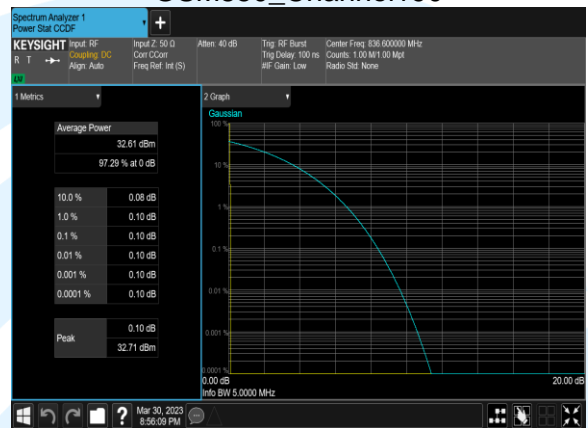 Spectrum Analyzer 1
Power Stat CCDF
KEYSIGHT
R T
LXI
Input: RF
Coupling: DC
Align: Auto
Input Z: 50 Ω
Corr CCorr
Freq Ref: Int (S)
Atten: 40 dB
Trig: RF Burst
Trig Delay: 100 ns
#IF Gain: Low
Center Freq: 836.600000 MHz
Counts: 1.00 M/1.00 Mpt
Radio Std: None
1 Metrics
Average Power
32.61 dBm
97.29 % at 0 dB
10.0 % 0.08 dB
1.0 % 0.10 dB
0.1 % 0.10 dB
0.01 % 0.10 dB
0.001 % 0.10 dB
0.0001 % 0.10 dB
Peak
0.10 dB
32.71 dBm
2 Graph
Gaussian
100 %
10 %
1 %
0.1 %
0.01 %
0.001 %
0.0001 %
0.00 dB
20.00 dB
Info BW 5.0000 MHz
?
Mar 30, 2023
8:56:09 PM